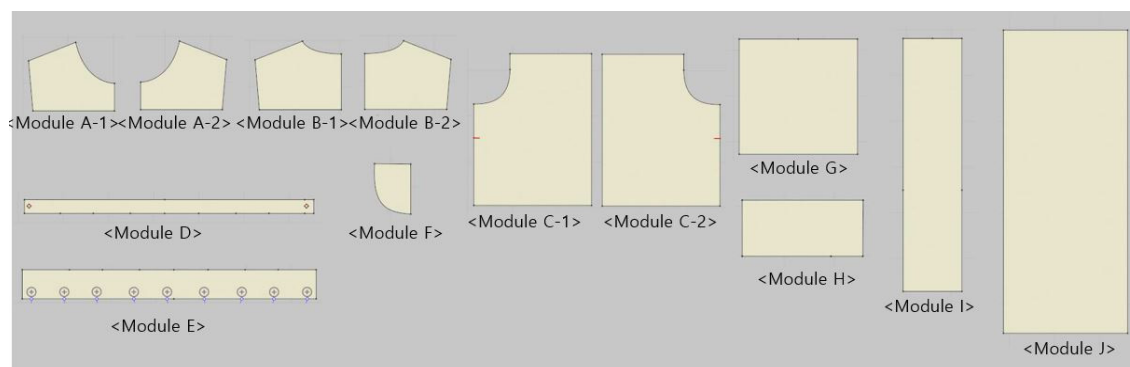 <Module A-1><Module A-2> <Module B-1><Module B-2>
<Module G>
<Module D>
<Module F>
<Module C-1> <Module C-2>
<Module H>
<Module I>
<Module E>
<Module J>